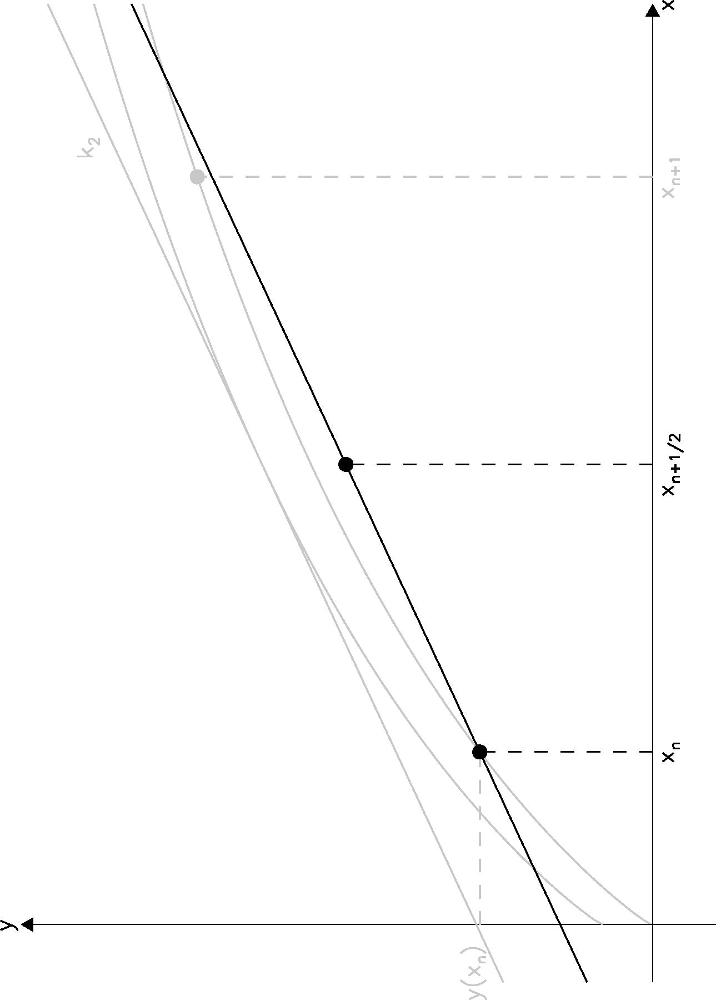 y
k₂
y(xₙ)
xₙ
xₙ₊₁/₂
xₙ₊₁
x